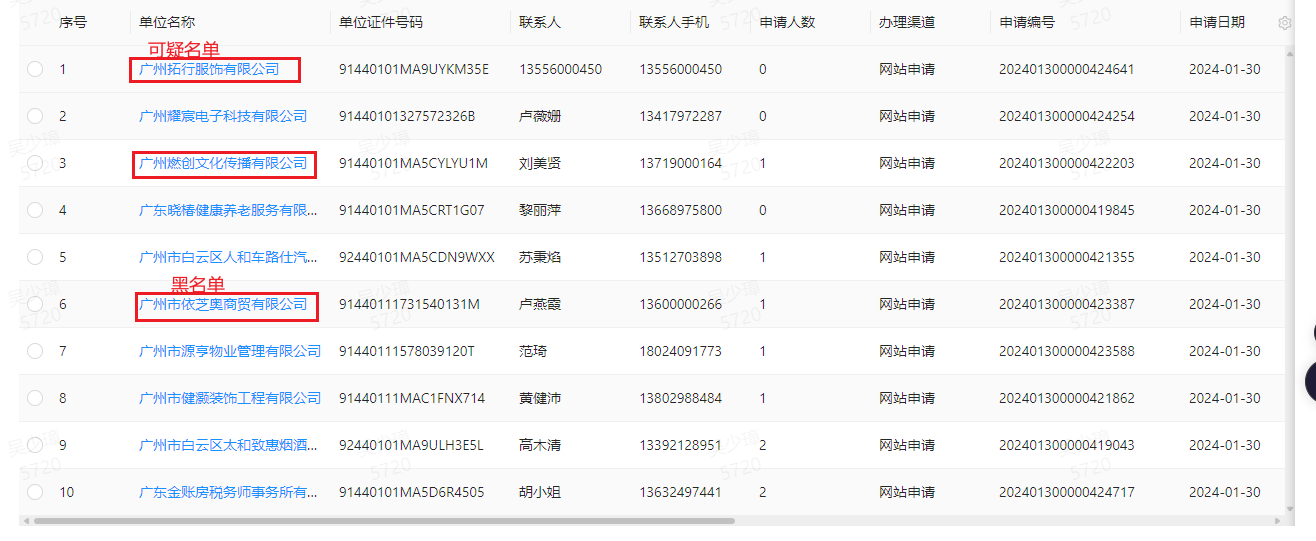 序号 单位名称 单位证件号码 联系人 联系人手机 申请人数 办理渠道 申请编号 申请日期
可疑名单
1 广州拓行服饰有限公司 91440101MA9UYKM35E 13556000450 13556000450 0 网站申请 202401300000424641 2024-01-30
2 广州耀宸电子科技有限公司 91440101327572326B 卢薇姗 13417972287 0 网站申请 202401300000424254 2024-01-30
3 广州燃创文化传播有限公司 91440101MA5CYLYU1M 刘美贤 13719000164 1 网站申请 202401300000422203 2024-01-30
4 广东晓椿健康养老服务有限... 91440101MA5CRT1G07 黎丽萍 13668975800 0 网站申请 202401300000419845 2024-01-30
5 广州市白云区人和车路仕汽... 92440101MA5CDN9WXX 苏秉焰 13512703898 1 网站申请 202401300000421355 2024-01-30
黑名单
6 广州市依芝奥商贸有限公司 91440111731540131M 卢燕霞 13600000266 1 网站申请 202401300000423387 2024-01-30
7 广州市源亨物业管理有限公司 91440111578039120T 范琦 18024091773 1 网站申请 202401300000423588 2024-01-30
8 广州市健灏装饰工程有限公司 91440111MAC1FNX714 黄健沛 13802988484 1 网站申请 202401300000421862 2024-01-30
9 广州市白云区太和致惠烟酒... 92440101MA9ULH3E5L 高木清 13392128951 2 网站申请 202401300000419043 2024-01-30
10 广东金账房税务师事务所有... 91440101MA5D6R4505 胡小姐 13632497441 2 网站申请 202401300000424717 2024-01-30